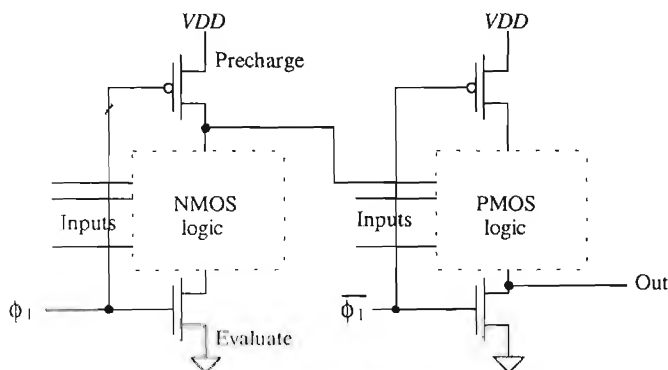 VDD
VDD
Precharge
NMOS
logic
PMOS
logic
Inputs
Inputs
Out
ϕ1
ϕ1
Evaluate